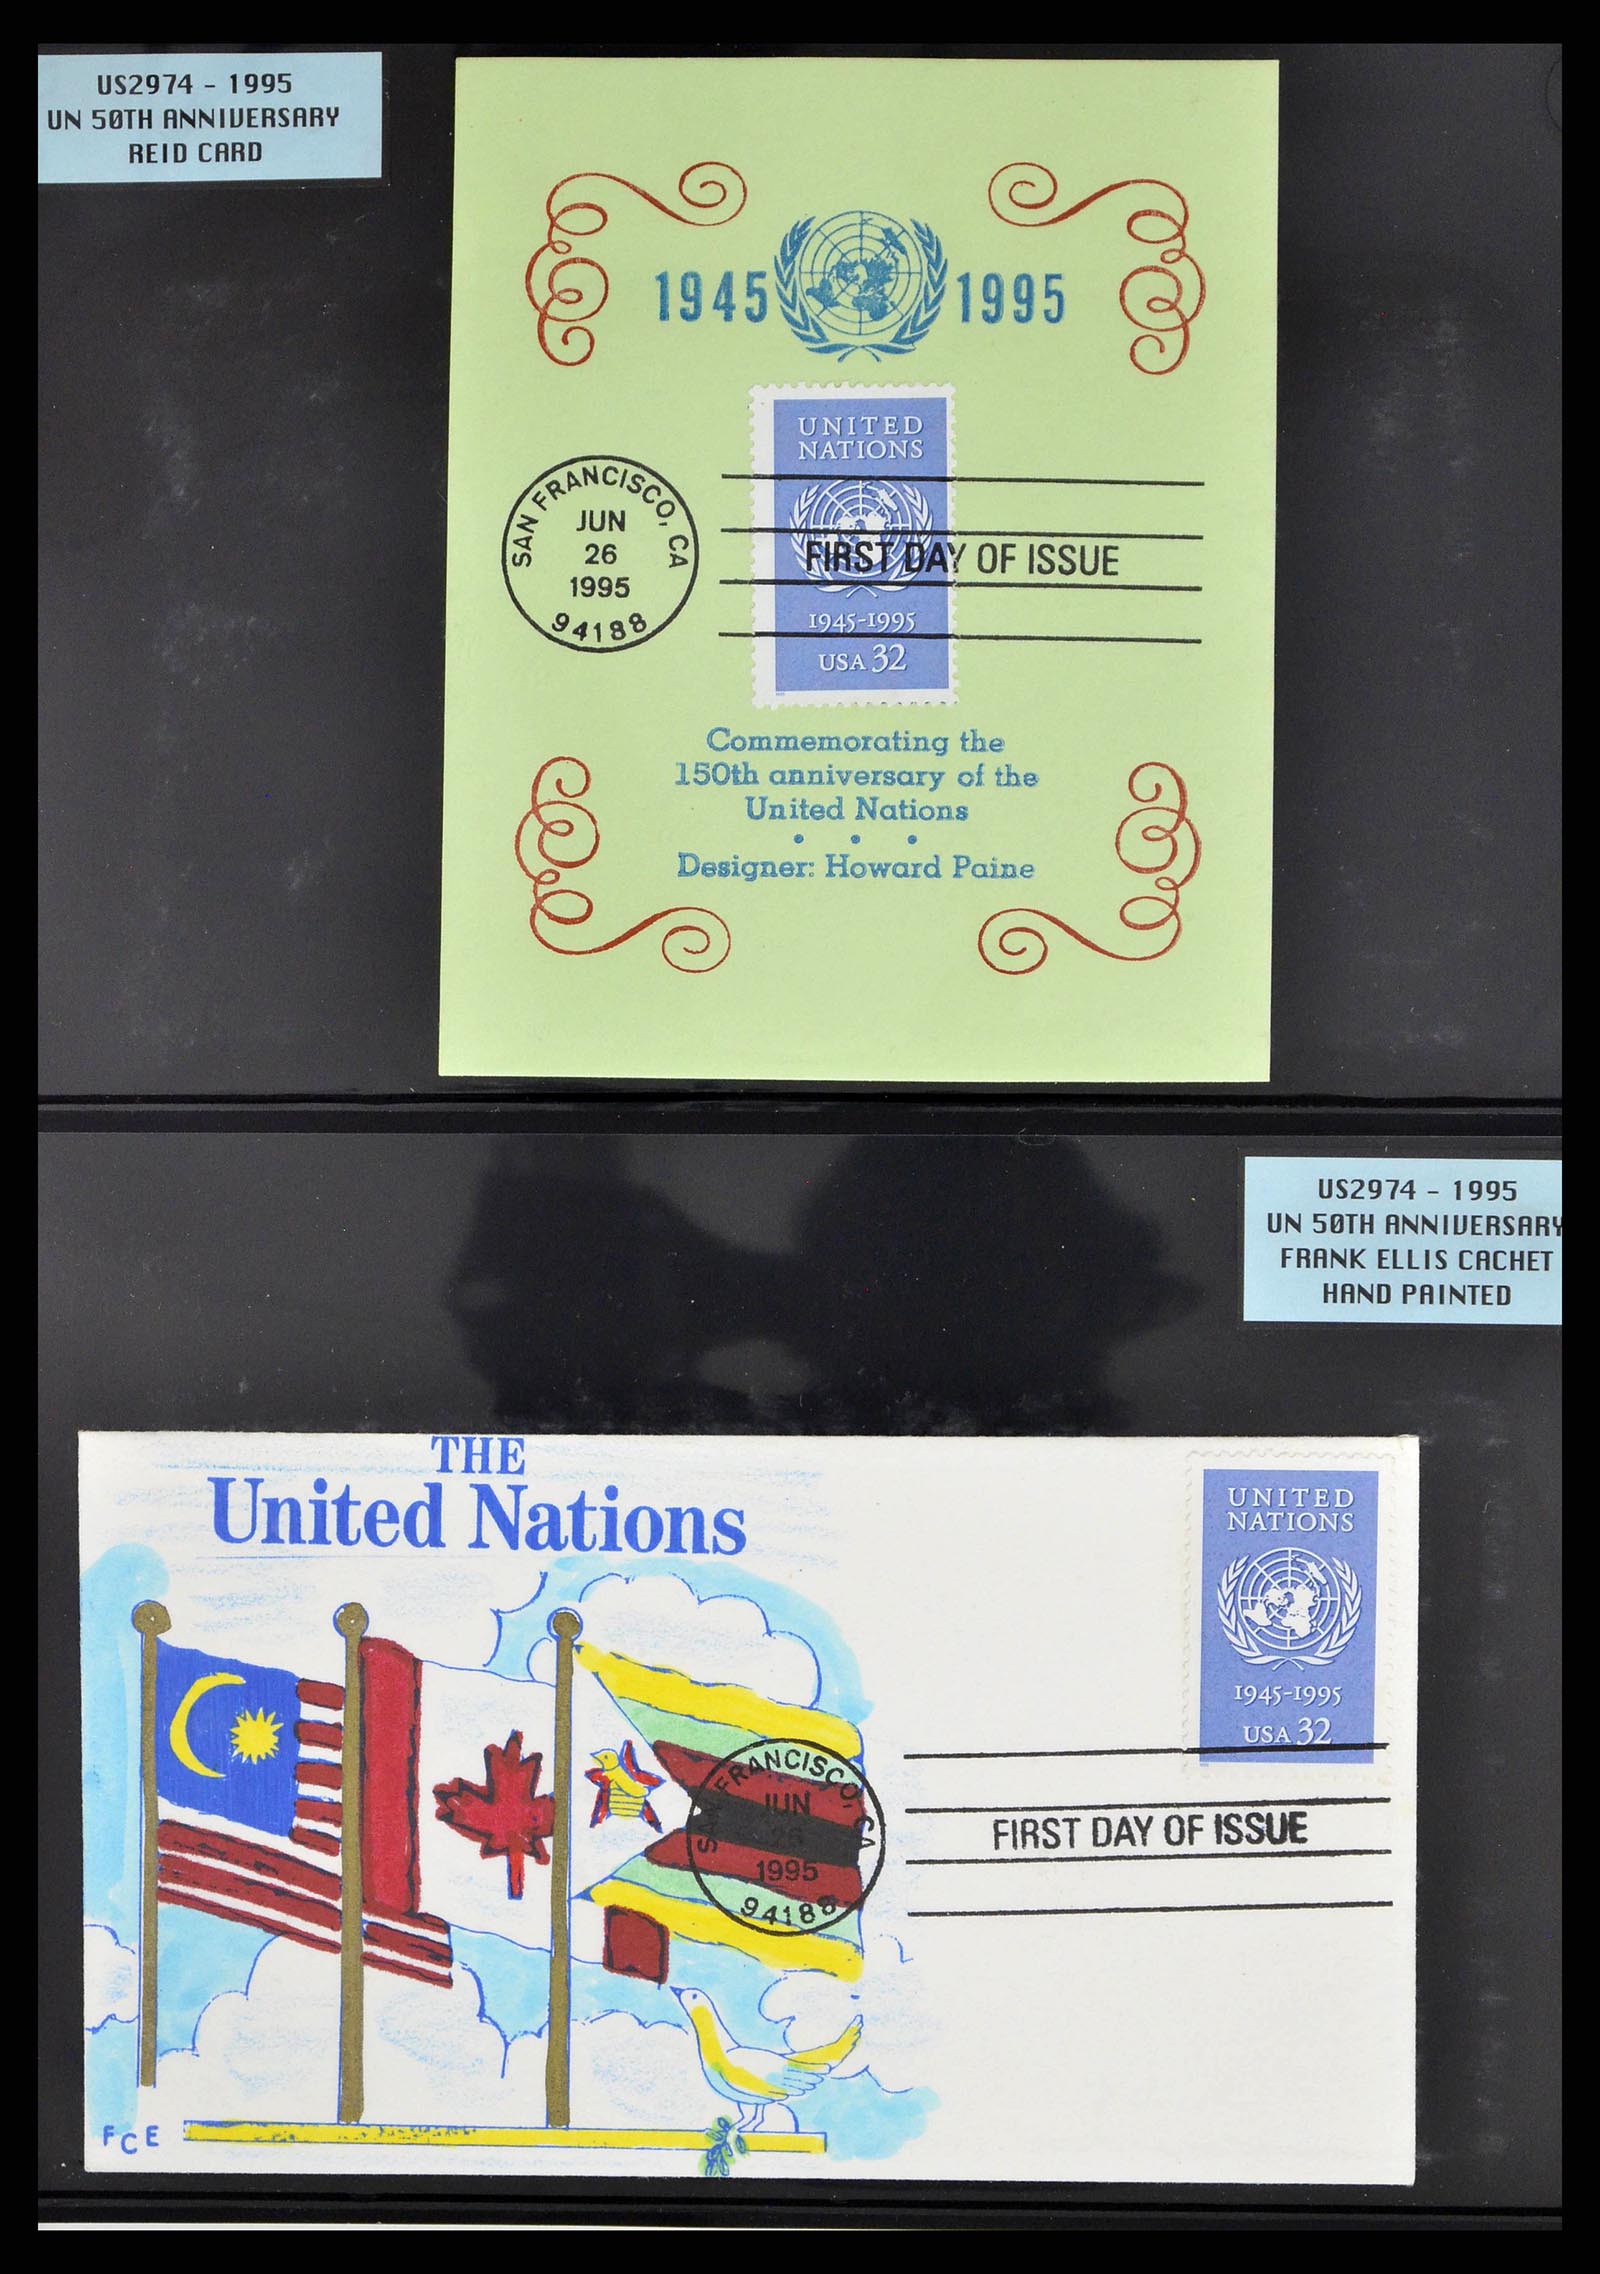 US2974 - 1995
UN 50TH ANNIVERSARY
REID CARD
1945 1995
UNITED
NATIONS
1945-1995
USA 32
SAN FRANCISCO, CA
JUN
26
1995
94188
FIRST DAY OF ISSUE
Commemorating the
150th anniversary of the
United Nations
Designer: Howard Paine
US2974 - 1995
UN 50TH ANNIVERSARY
FRANK ELLIS CACHET
HAND PAINTED
THE
United Nations
UNITED
NATIONS
1945-1995
USA 32
SAN FRANCISCO, CA
JUN
26
1995
94188
FIRST DAY OF ISSUE
FCE